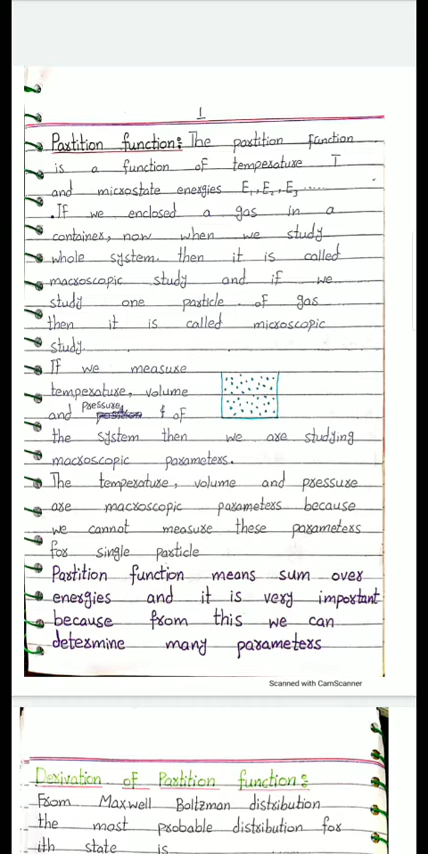 1
Partition function: The partition function
is a function of temperature T
and microstate energies E1, E2, E3 .....
.If we enclosed a gas in a
container, now when we study
whole system. then it is called
macroscopic study and if we
study one particle of gas
then it is called microscopic
study.
If we measure
temperature, volume
and pressure of
the system then we are studying
macroscopic parameters.
The temperature, volume and pressure
are macroscopic parameters because
we cannot measure these parameters
for single particle
Partition function means sum over
energies and it is very important
because from this we can
determine many parameters
Scanned with CamScanner
Derivation of Partition function:
From Maxwell Boltzman distribution
the most probable distribution for
ith state is